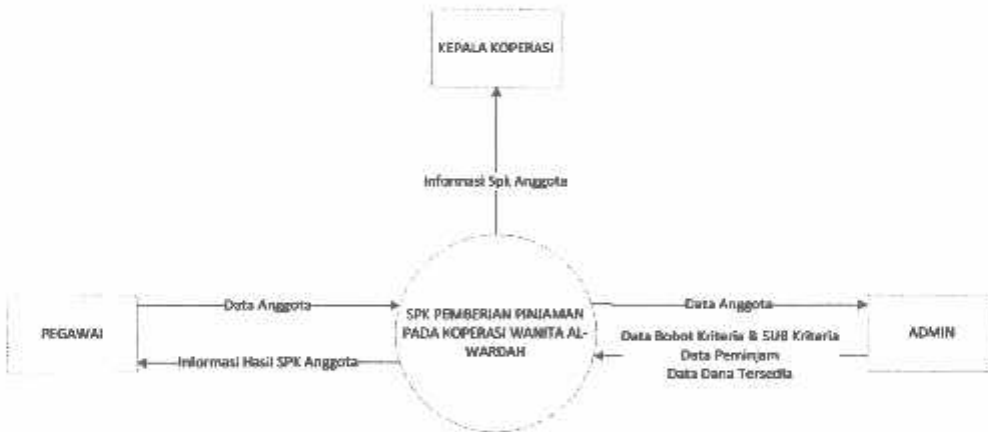 KEPALA KOPERASI
Informasi Spk Anggota
PEGAWAI
Data Anggota
Informasi Hasil SPK Anggota
SPK PEMBERIAN PINJAMAN
PADA KOPERASI WANITA AL-
WARDAH
Data Anggota
Data Bobot Kriteria & SUB Kriteria
Data Peminjam
Data Dana Tersedia
ADMIN